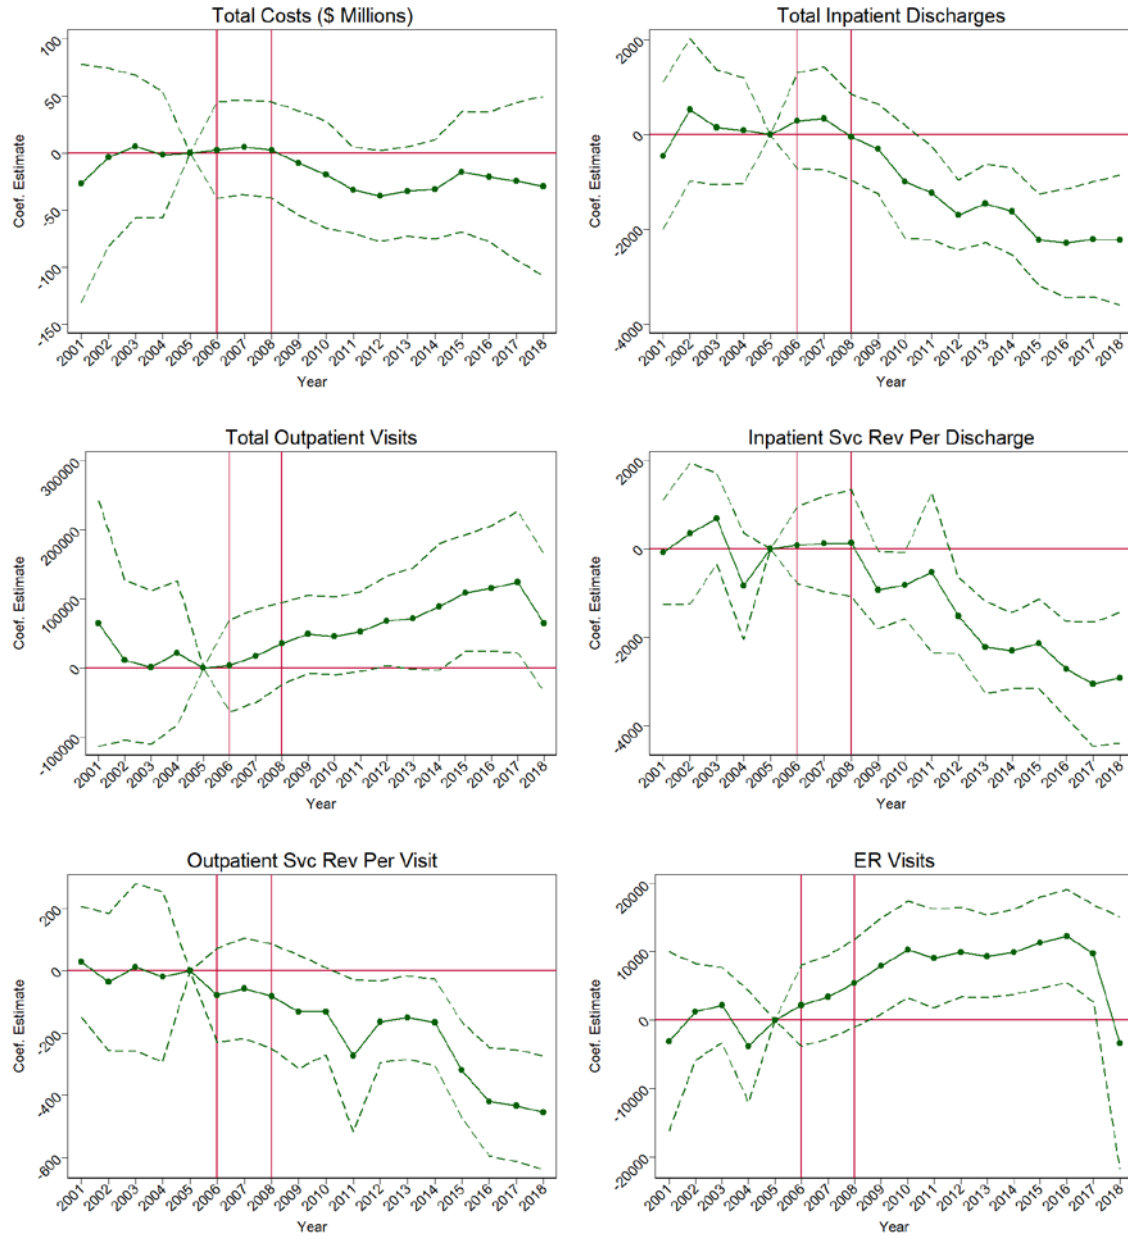 Total Costs ($ Millions)
100
50
0
-50
-100
-150
Coef. Estimate
2001 2002 2003 2004 2005 2006 2007 2008 2009 2010 2011 2012 2013 2014 2015 2016 2017 2018
Year
Total Inpatient Discharges
2000
0
-2000
-4000
Coef. Estimate
2001 2002 2003 2004 2005 2006 2007 2008 2009 2010 2011 2012 2013 2014 2015 2016 2017 2018
Year
Total Outpatient Visits
300000
200000
100000
0
-100000
Coef. Estimate
2001 2002 2003 2004 2005 2006 2007 2008 2009 2010 2011 2012 2013 2014 2015 2016 2017 2018
Year
Inpatient Svc Rev Per Discharge
2000
0
-2000
-4000
Coef. Estimate
2001 2002 2003 2004 2005 2006 2007 2008 2009 2010 2011 2012 2013 2014 2015 2016 2017 2018
Year
Outpatient Svc Rev Per Visit
200
0
-200
-400
-600
Coef. Estimate
2001 2002 2003 2004 2005 2006 2007 2008 2009 2010 2011 2012 2013 2014 2015 2016 2017 2018
Year
ER Visits
20000
10000
0
-10000
-20000
Coef. Estimate
2001 2002 2003 2004 2005 2006 2007 2008 2009 2010 2011 2012 2013 2014 2015 2016 2017 2018
Year